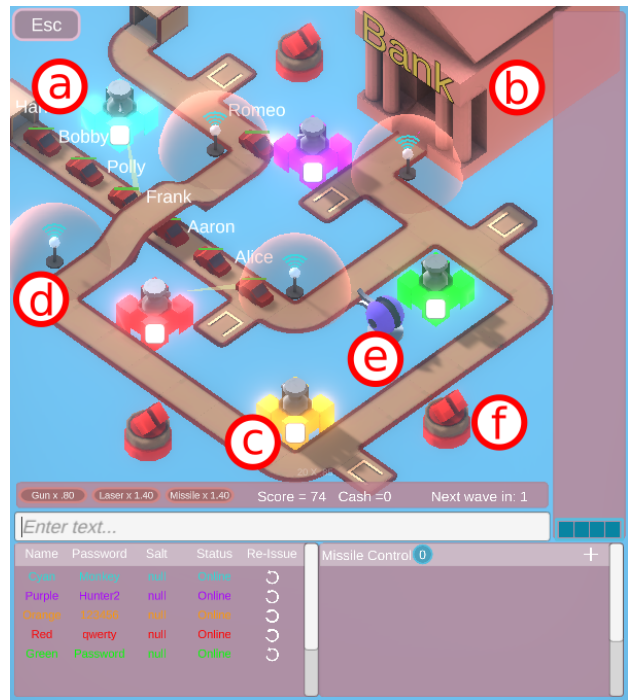 Esc
Bank
a
b
Romeo
Bobby
Polly
Frank
Aaron
Alice
d
e
c
f
Gun x .80
Laser x 1.40
Missile x 1.40
Score = 74 Cash =0
Next wave in: 1
Enter text...
Name Password Salt Status Re-Issue
Cyan Monkey null Online
Purple Hunter2 null Online
Orange 123456 null Online
Red qwerty null Online
Green Password null Online
Missile Control 0 +